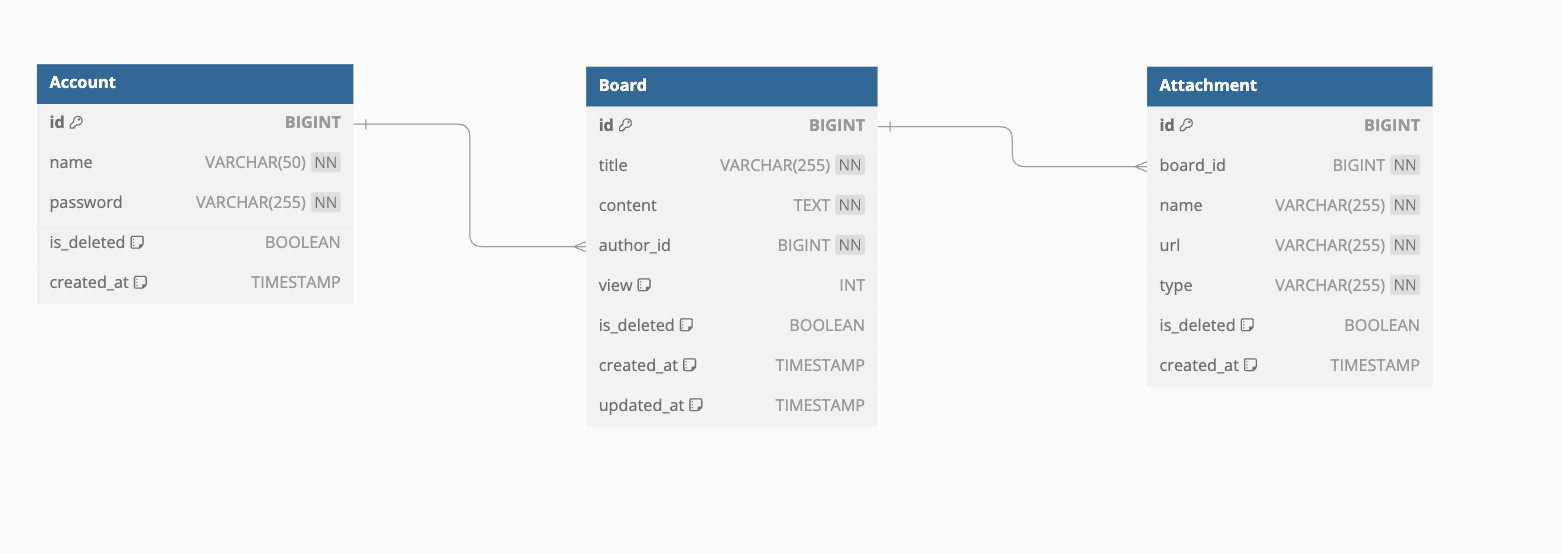 Account
id BIGINT
name VARCHAR(50) NN
password VARCHAR(255) NN
is_deleted BOOLEAN
created_at TIMESTAMP
Board
id BIGINT
title VARCHAR(255) NN
content TEXT NN
author_id BIGINT NN
view INT
is_deleted BOOLEAN
created_at TIMESTAMP
updated_at TIMESTAMP
Attachment
id BIGINT
board_id BIGINT NN
name VARCHAR(255) NN
url VARCHAR(255) NN
type VARCHAR(255) NN
is_deleted BOOLEAN
created_at TIMESTAMP